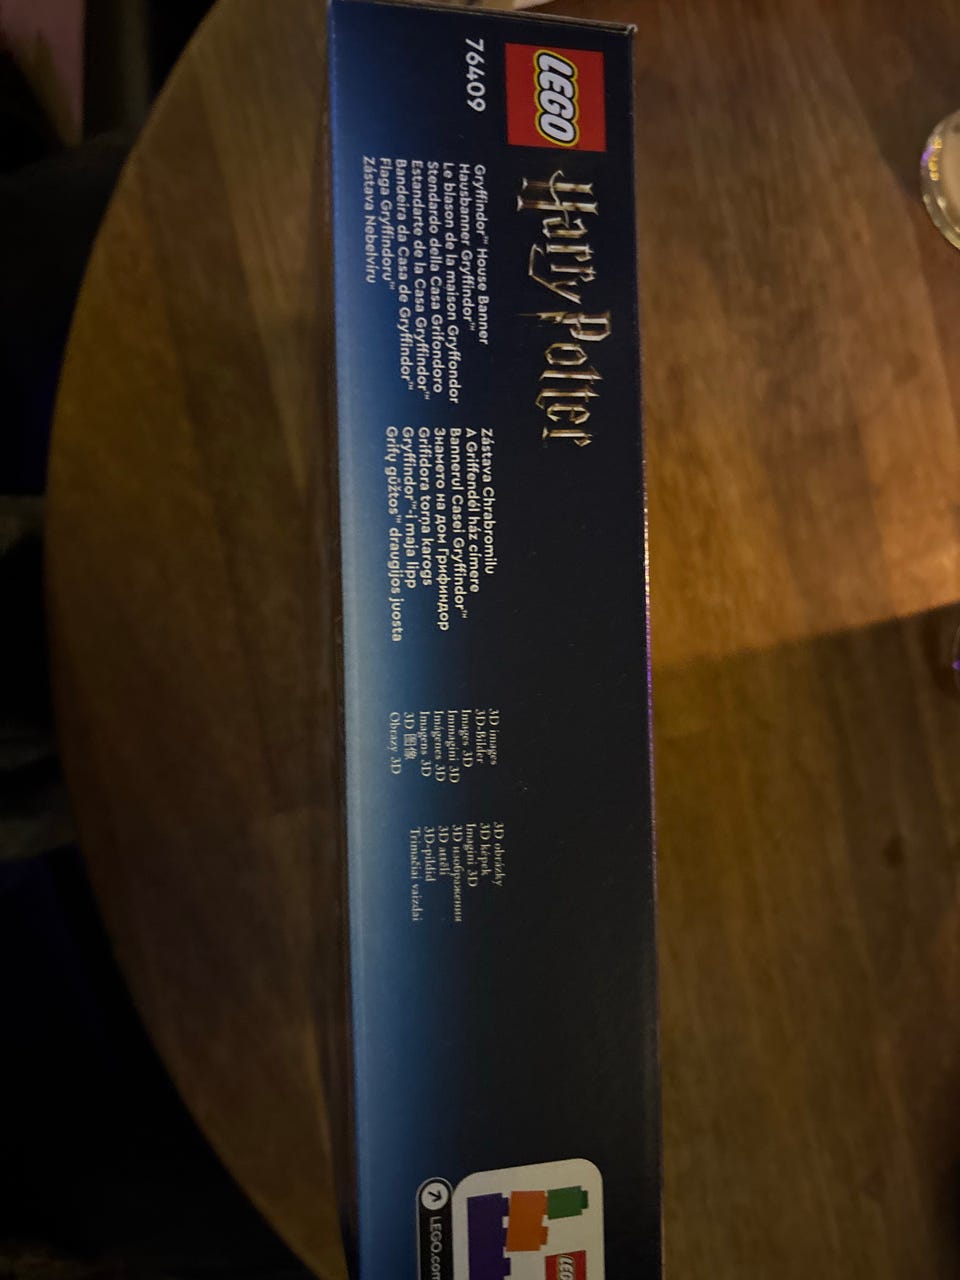 LEGO
Harry Potter
76409
Gryffindor™ House Banner
Hausbanner Gryffindor™
Le blason de la maison Gryffondor
Stendardo della Casa Grifondoro
Estandarte de la Casa Gryffindor™
Bandeira da Casa de Gryffindor™
Flaga Gryffindoru™
Zástava Nebelvíru
Zástava Chrabromilu
A Griffendél ház címere
Bannerul Casei Gryffindor™
Знамето на дом Грифиндор
Grifidora torņa karogs
Gryffindor™-i maja lipp
Grifų gūžtos™ draugijos juosta
3D images
3D-Bilder
Images 3D
Immagini 3D
Imágenes 3D
Imagens 3D
3D 图像
Obrazy 3D
3D obrázky
3D képek
Imagini 3D
3D изображения
3D attēli
3D-pildid
Trimačiai vaizdai
LEGO.com